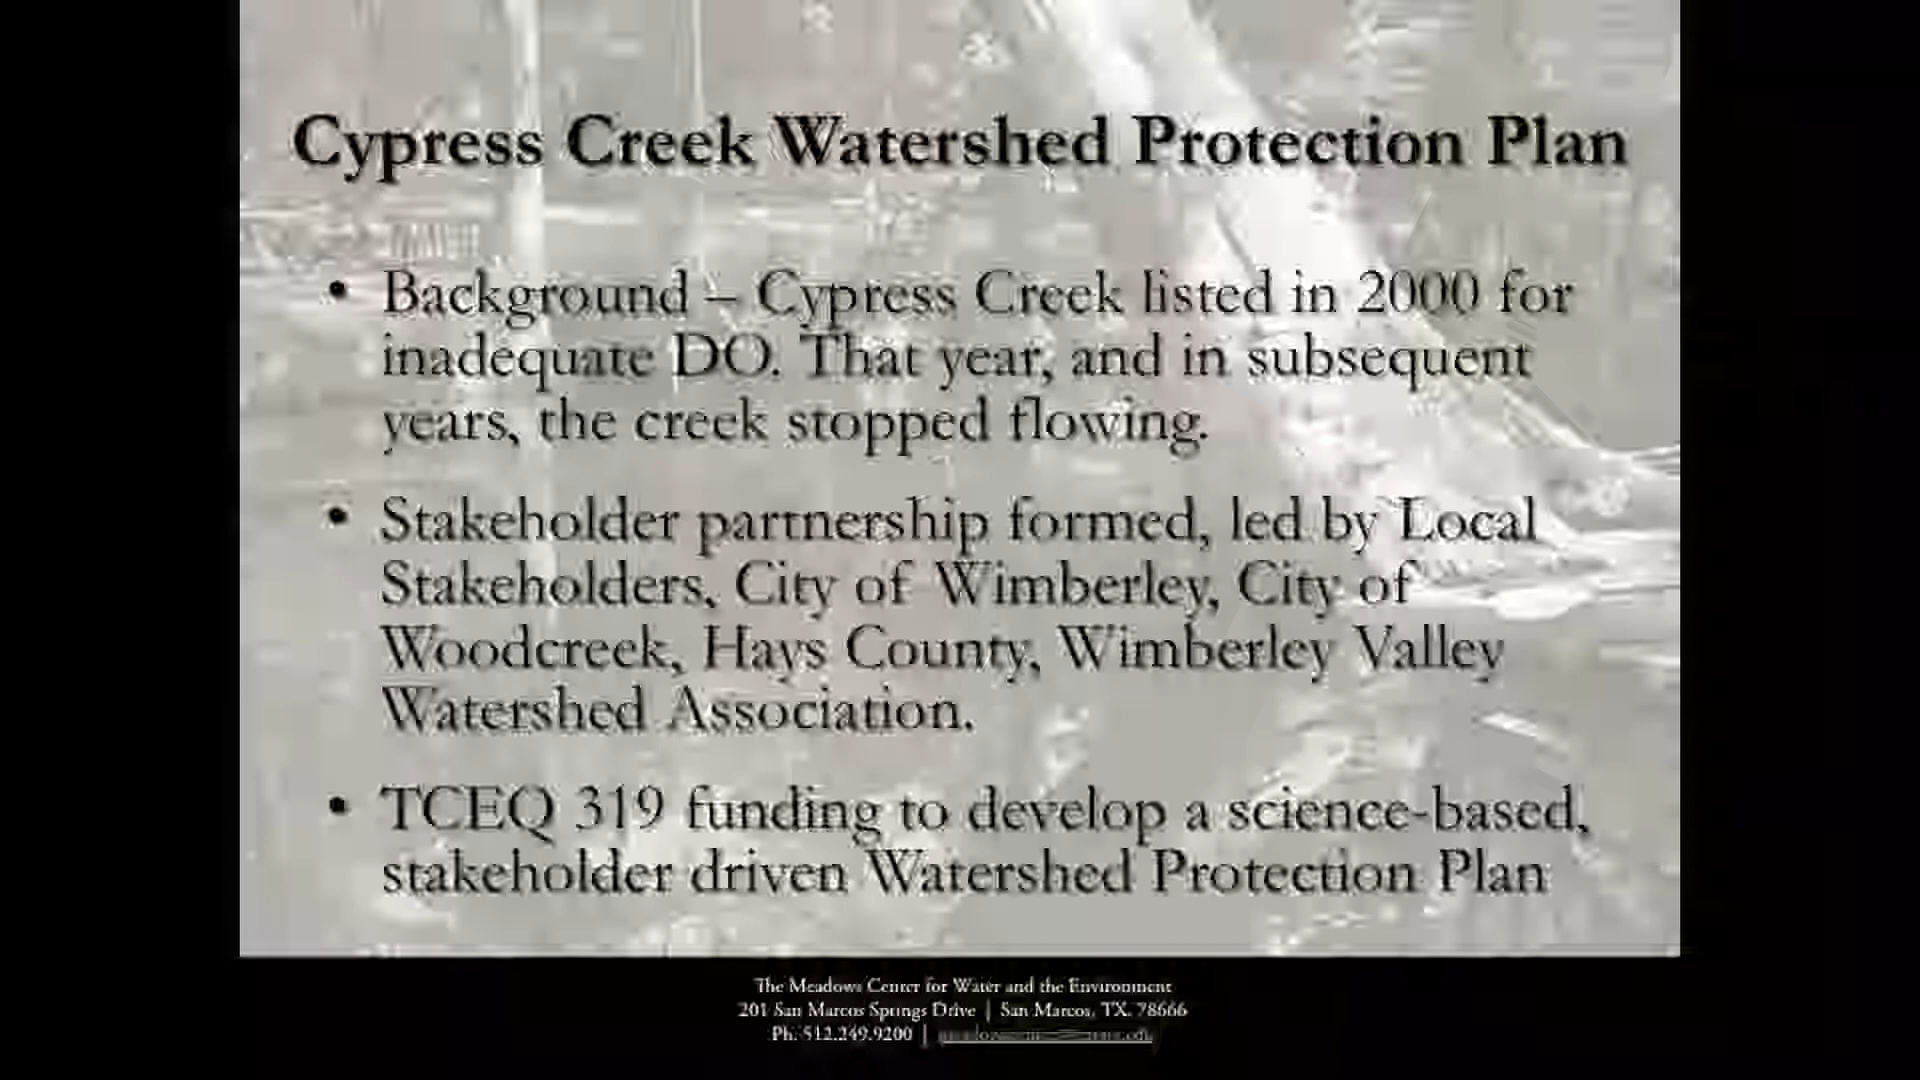 Cypress Creek Watershed Protection Plan
• Background – Cypress Creek listed in 2000 for
inadequate DO. That year, and in subsequent
years, the creek stopped flowing.
• Stakeholder partnership formed, led by Local
Stakeholders, City of Wimberley, City of
Woodcreek, Hays County, Wimberley Valley
Watershed Association.
• TCEQ 319 funding to develop a science-based,
stakeholder driven Watershed Protection Plan
The Meadows Center for Water and the Environment
201 San Marcos Springs Drive | San Marcos, TX. 78666
Ph. 512.249.9200 |